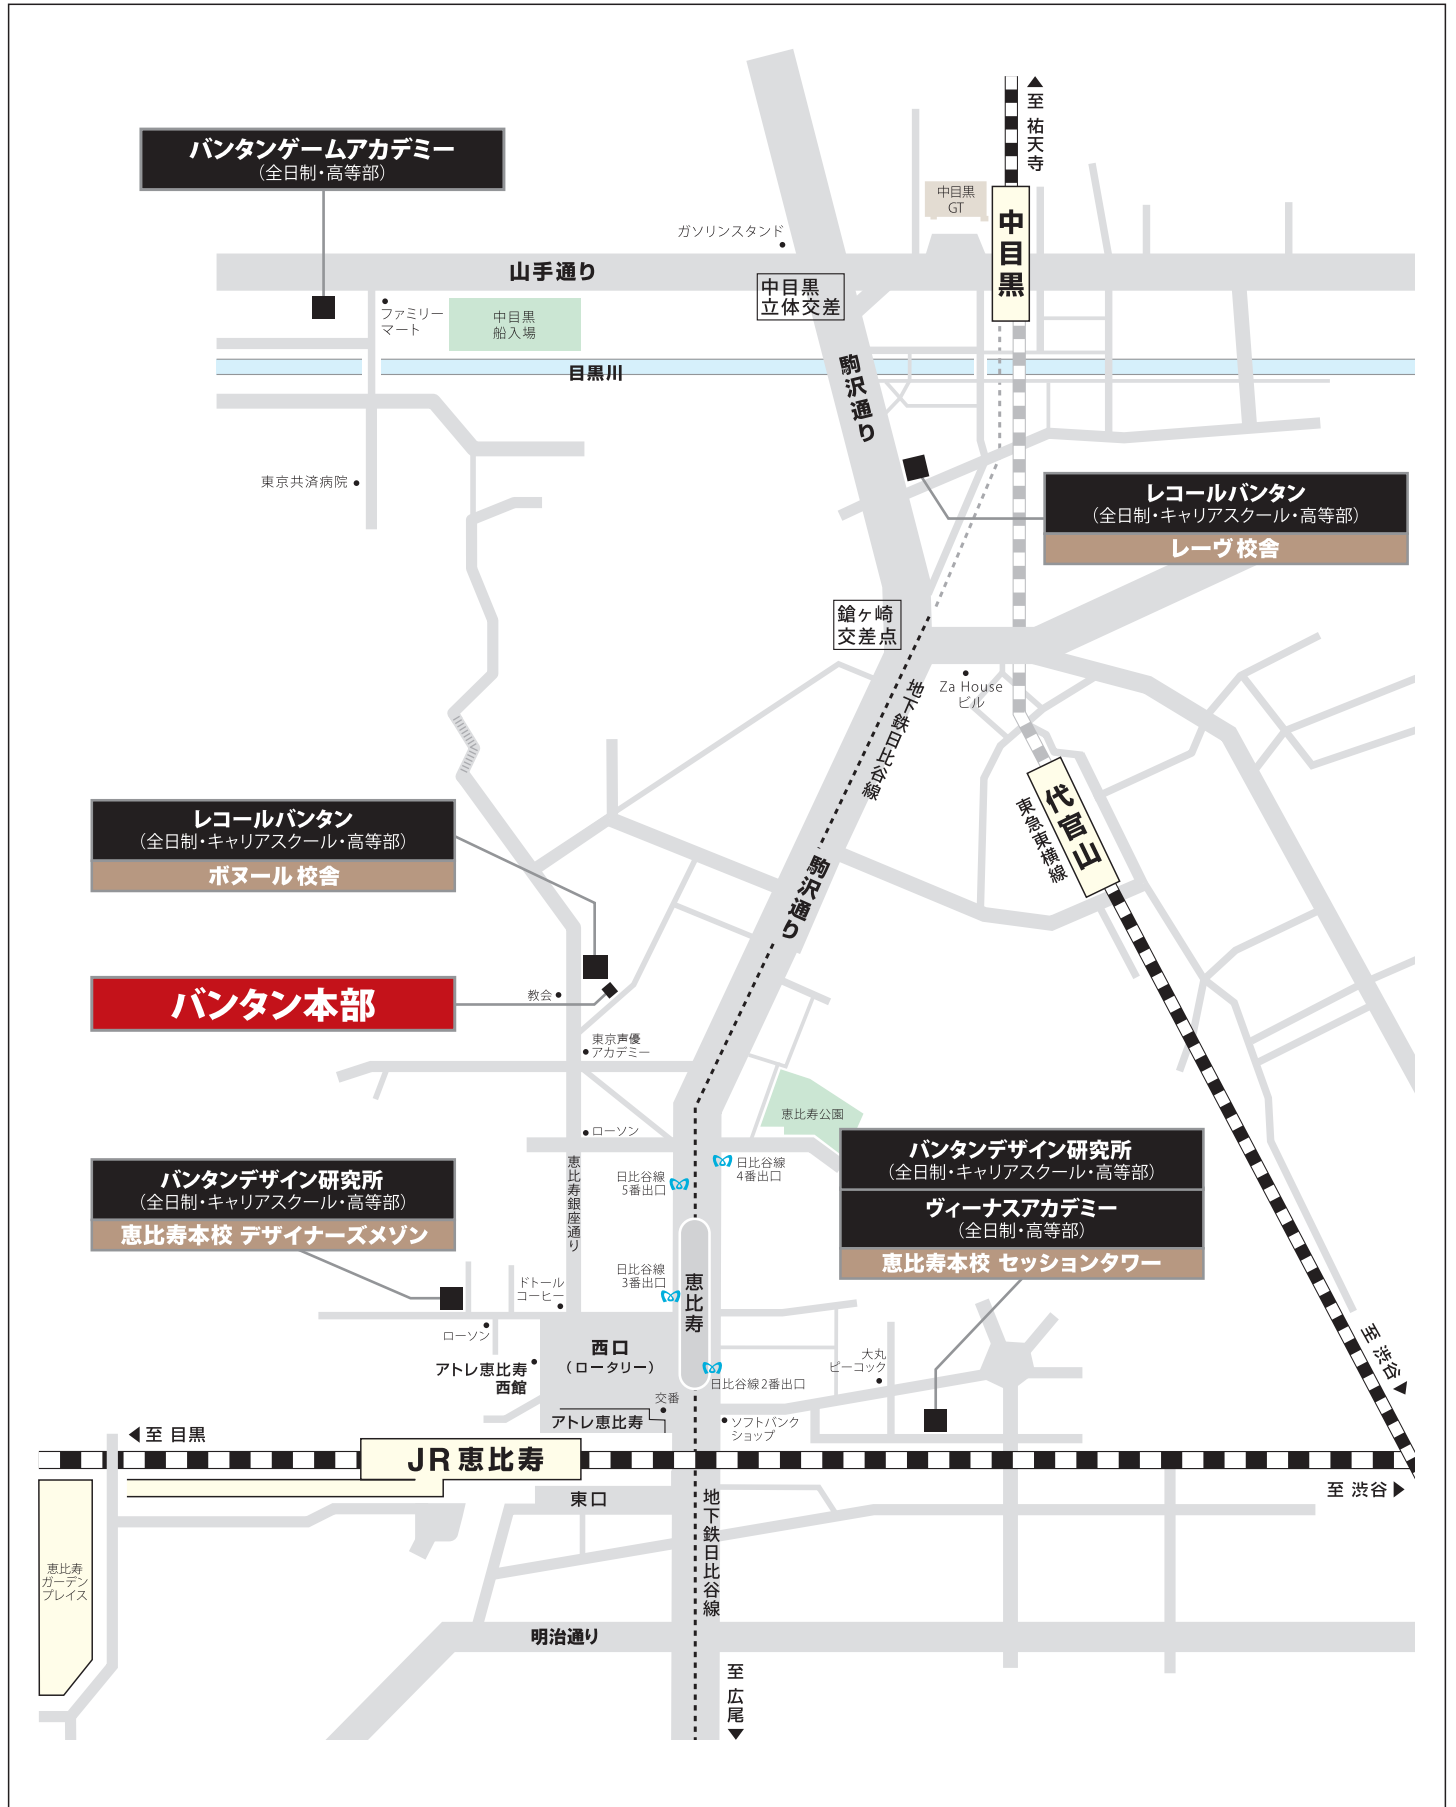 至 祐天寺
バンタンゲームアカデミー
（全日制・高等部）
中目黒
GT
中目黒
ガソリンスタンド
山手通り
中目黒
立体交差
ファミリー
マート
中目黒
船入場
目黒川
駒沢通り
東京共済病院
レコールバンタン
（全日制・キャリアスクール・高等部）
レーヴ校舎
鎗ヶ崎
交差点
Za House
ビル
地下鉄日比谷線
代官山
東急東横線
レコールバンタン
（全日制・キャリアスクール・高等部）
ボヌール校舎
駒沢通り
バンタン本部
教会
東京声優
アカデミー
恵比寿公園
ローソン
バンタンデザイン研究所
（全日制・キャリアスクール・高等部）
ヴィーナスアカデミー
（全日制・高等部）
恵比寿本校 セッションタワー
バンタンデザイン研究所
（全日制・キャリアスクール・高等部）
恵比寿本校 デザイナーズメゾン
恵比寿銀座通り
日比谷線
5番出口
日比谷線
4番出口
日比谷線
3番出口
恵比寿
ドトール
コーヒー
ローソン
西口
（ロータリー）
アトレ恵比寿
西館
日比谷線2番出口
大丸
ピーコック
至 渋谷
交番
アトレ恵比寿
ソフトバンク
ショップ
至 目黒
JR恵比寿
至 渋谷
東口
地下鉄日比谷線
恵比寿
ガーデン
プレイス
明治通り
至 広尾